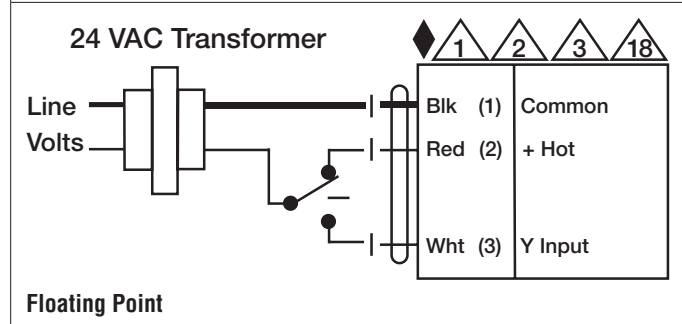 24 VAC Transformer
1 2 3 18
Line
Volts
Blk (1) Common
Red (2) + Hot
Wht (3) Y Input
Floating Point